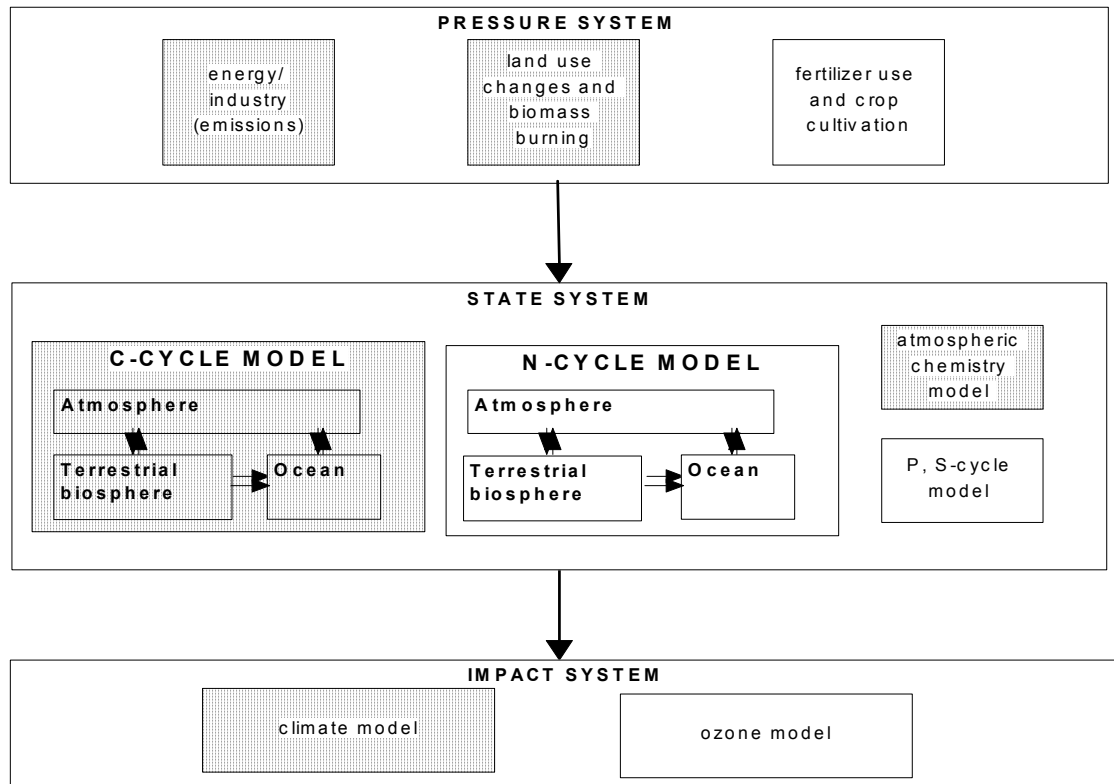 PRESSURE SYSTEM
energy/
industry
(emissions)
land use
changes and
biomass
burning
fertilizer use
and crop
cultivation
STATE SYSTEM
C-CYCLE MODEL
Atmosphere
Terrestrial
biosphere
Ocean
N-CYCLE MODEL
Atmosphere
Terrestrial
biosphere
Ocean
atmospheric
chemistry
model
P, S-cycle
model
IMPACT SYSTEM
climate model
ozone model